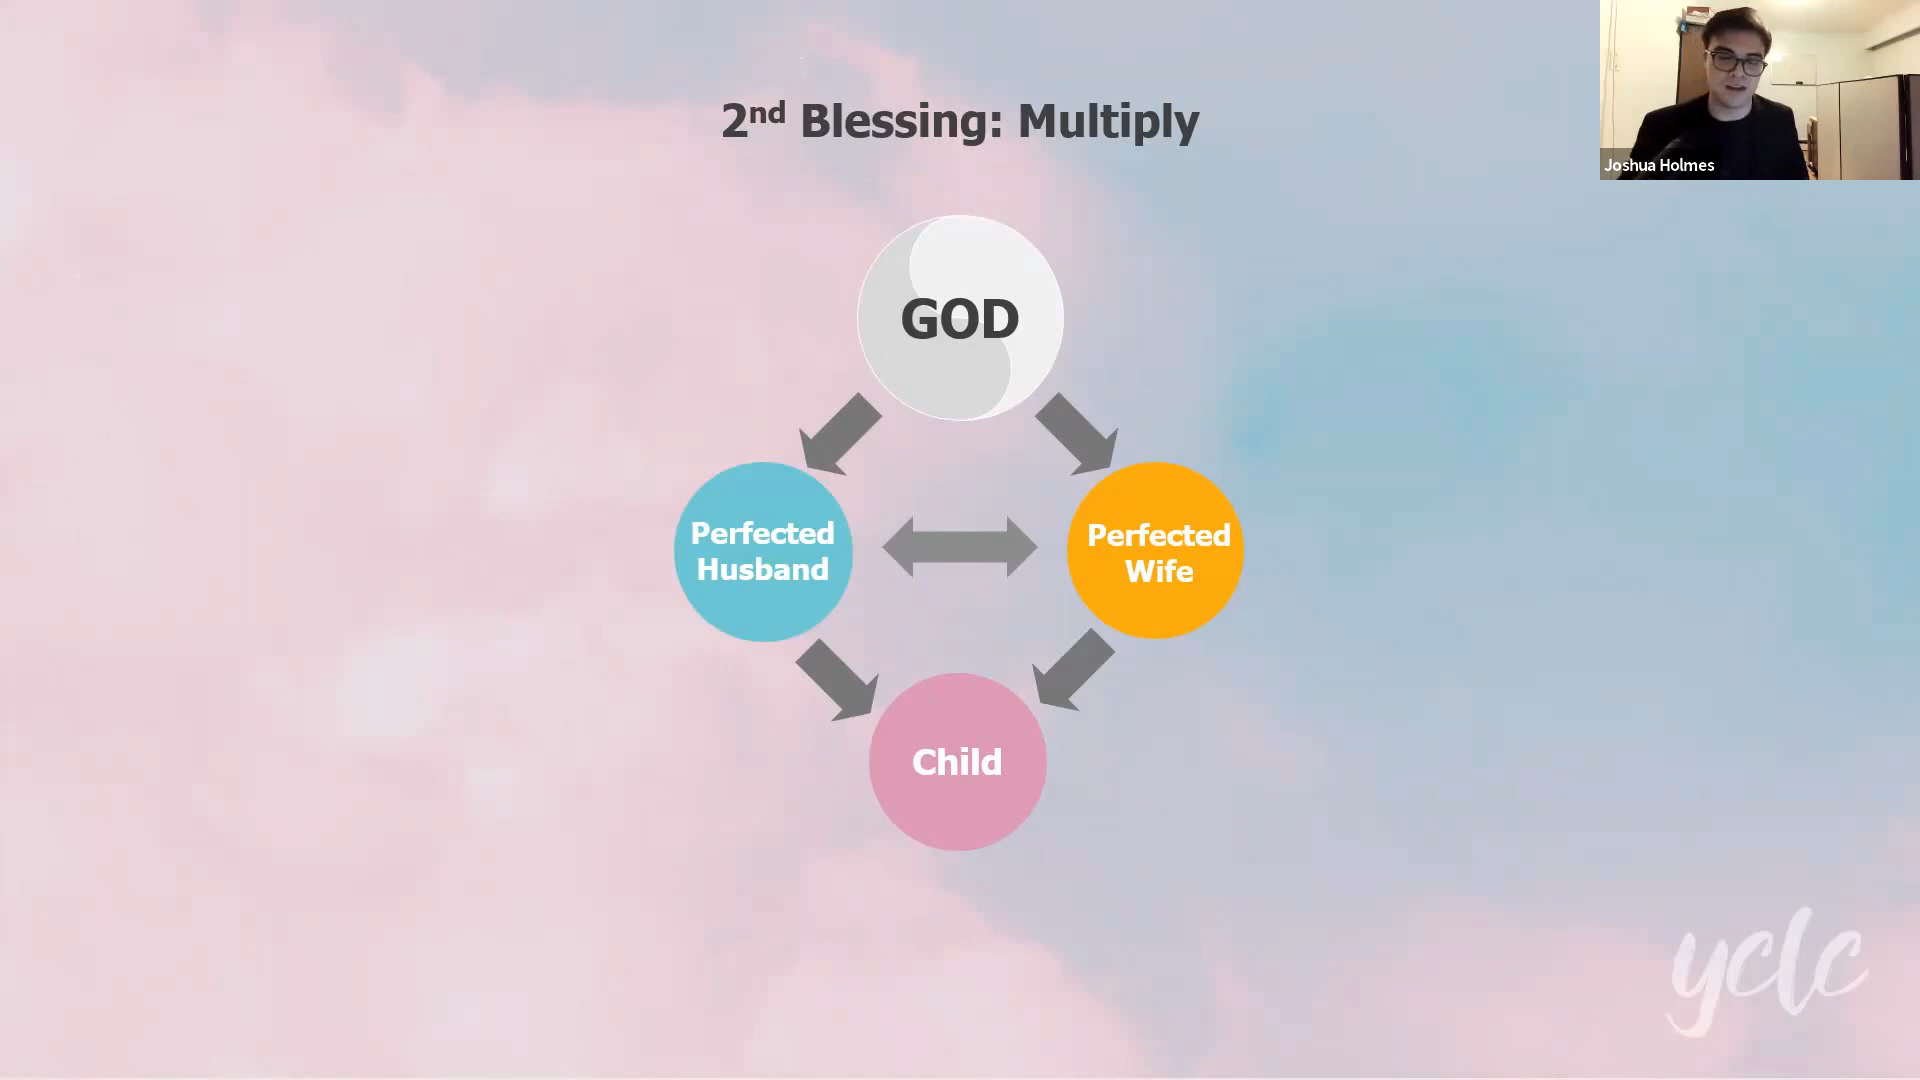 2nd Blessing: Multiply
Joshua Holmes
GOD
Perfected
Husband
Perfected
Wife
Child
yclc